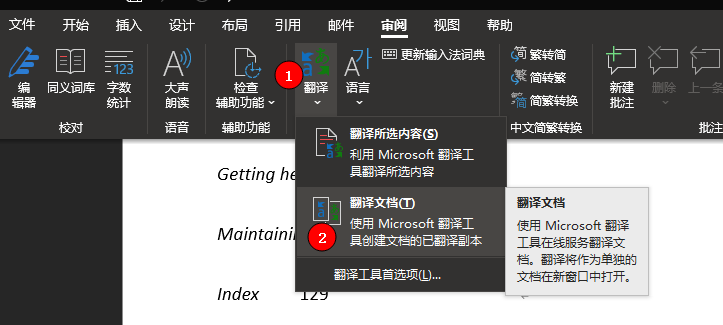 文件 开始 插入 设计 布局 引用 邮件 审阅 视图 帮助
编
辑器
同义词库
123
字数
统计
校对
大声
朗读
语音
检查
辅助功能
辅助功能
1
翻译
语言
更新输入法词典
繁转简
简转繁
简繁转换
中文简繁转换
新建
批注
删除
上一条
批注
翻译所选内容(S)
利用 Microsoft 翻译工
具翻译所选内容
翻译文档(T)
使用 Microsoft 翻译工
具创建文档的已翻译副本
2
翻译工具首选项(L)...
翻译文档
使用 Microsoft 翻译
工具在线服务翻译文
档。翻译将作为单独的
文档在新窗口中打开。
Getting he
Maintaini
Index 129